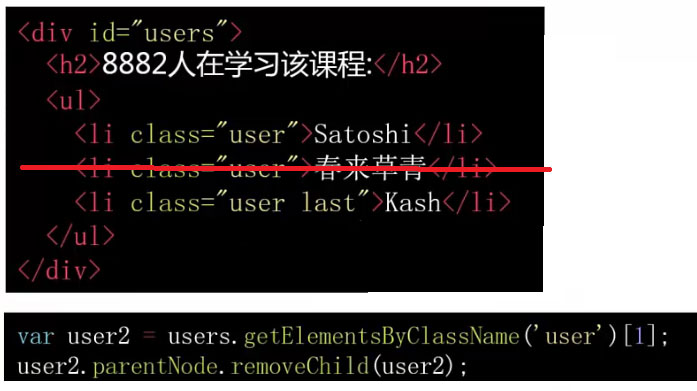 <div id="users">
<h2>8882人在学习该课程:</h2>
<ul>
<li class="user">Satoshi</li>
<li class="user">春来草青</li>
<li class="user last">Kash</li>
</ul>
</div>
var user2 = users.getElementsByClassName('user')[1];
user2.parentNode.removeChild(user2);